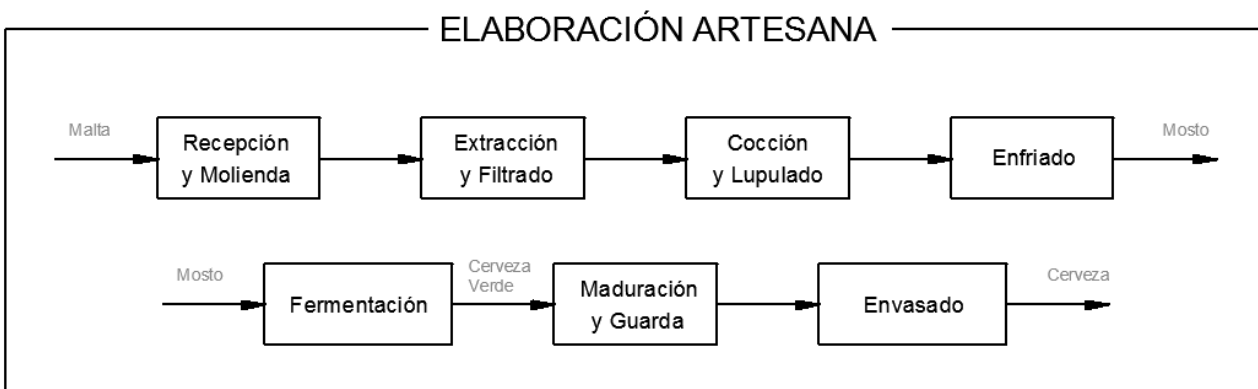 ELABORACIÓN ARTESANA
Malta
Recepción
y Molienda
Extracción
y Filtrado
Cocción
y Lupulado
Enfriado
Mosto
Mosto
Fermentación
Cerveza
Verde
Maduración
y Guarda
Envasado
Cerveza